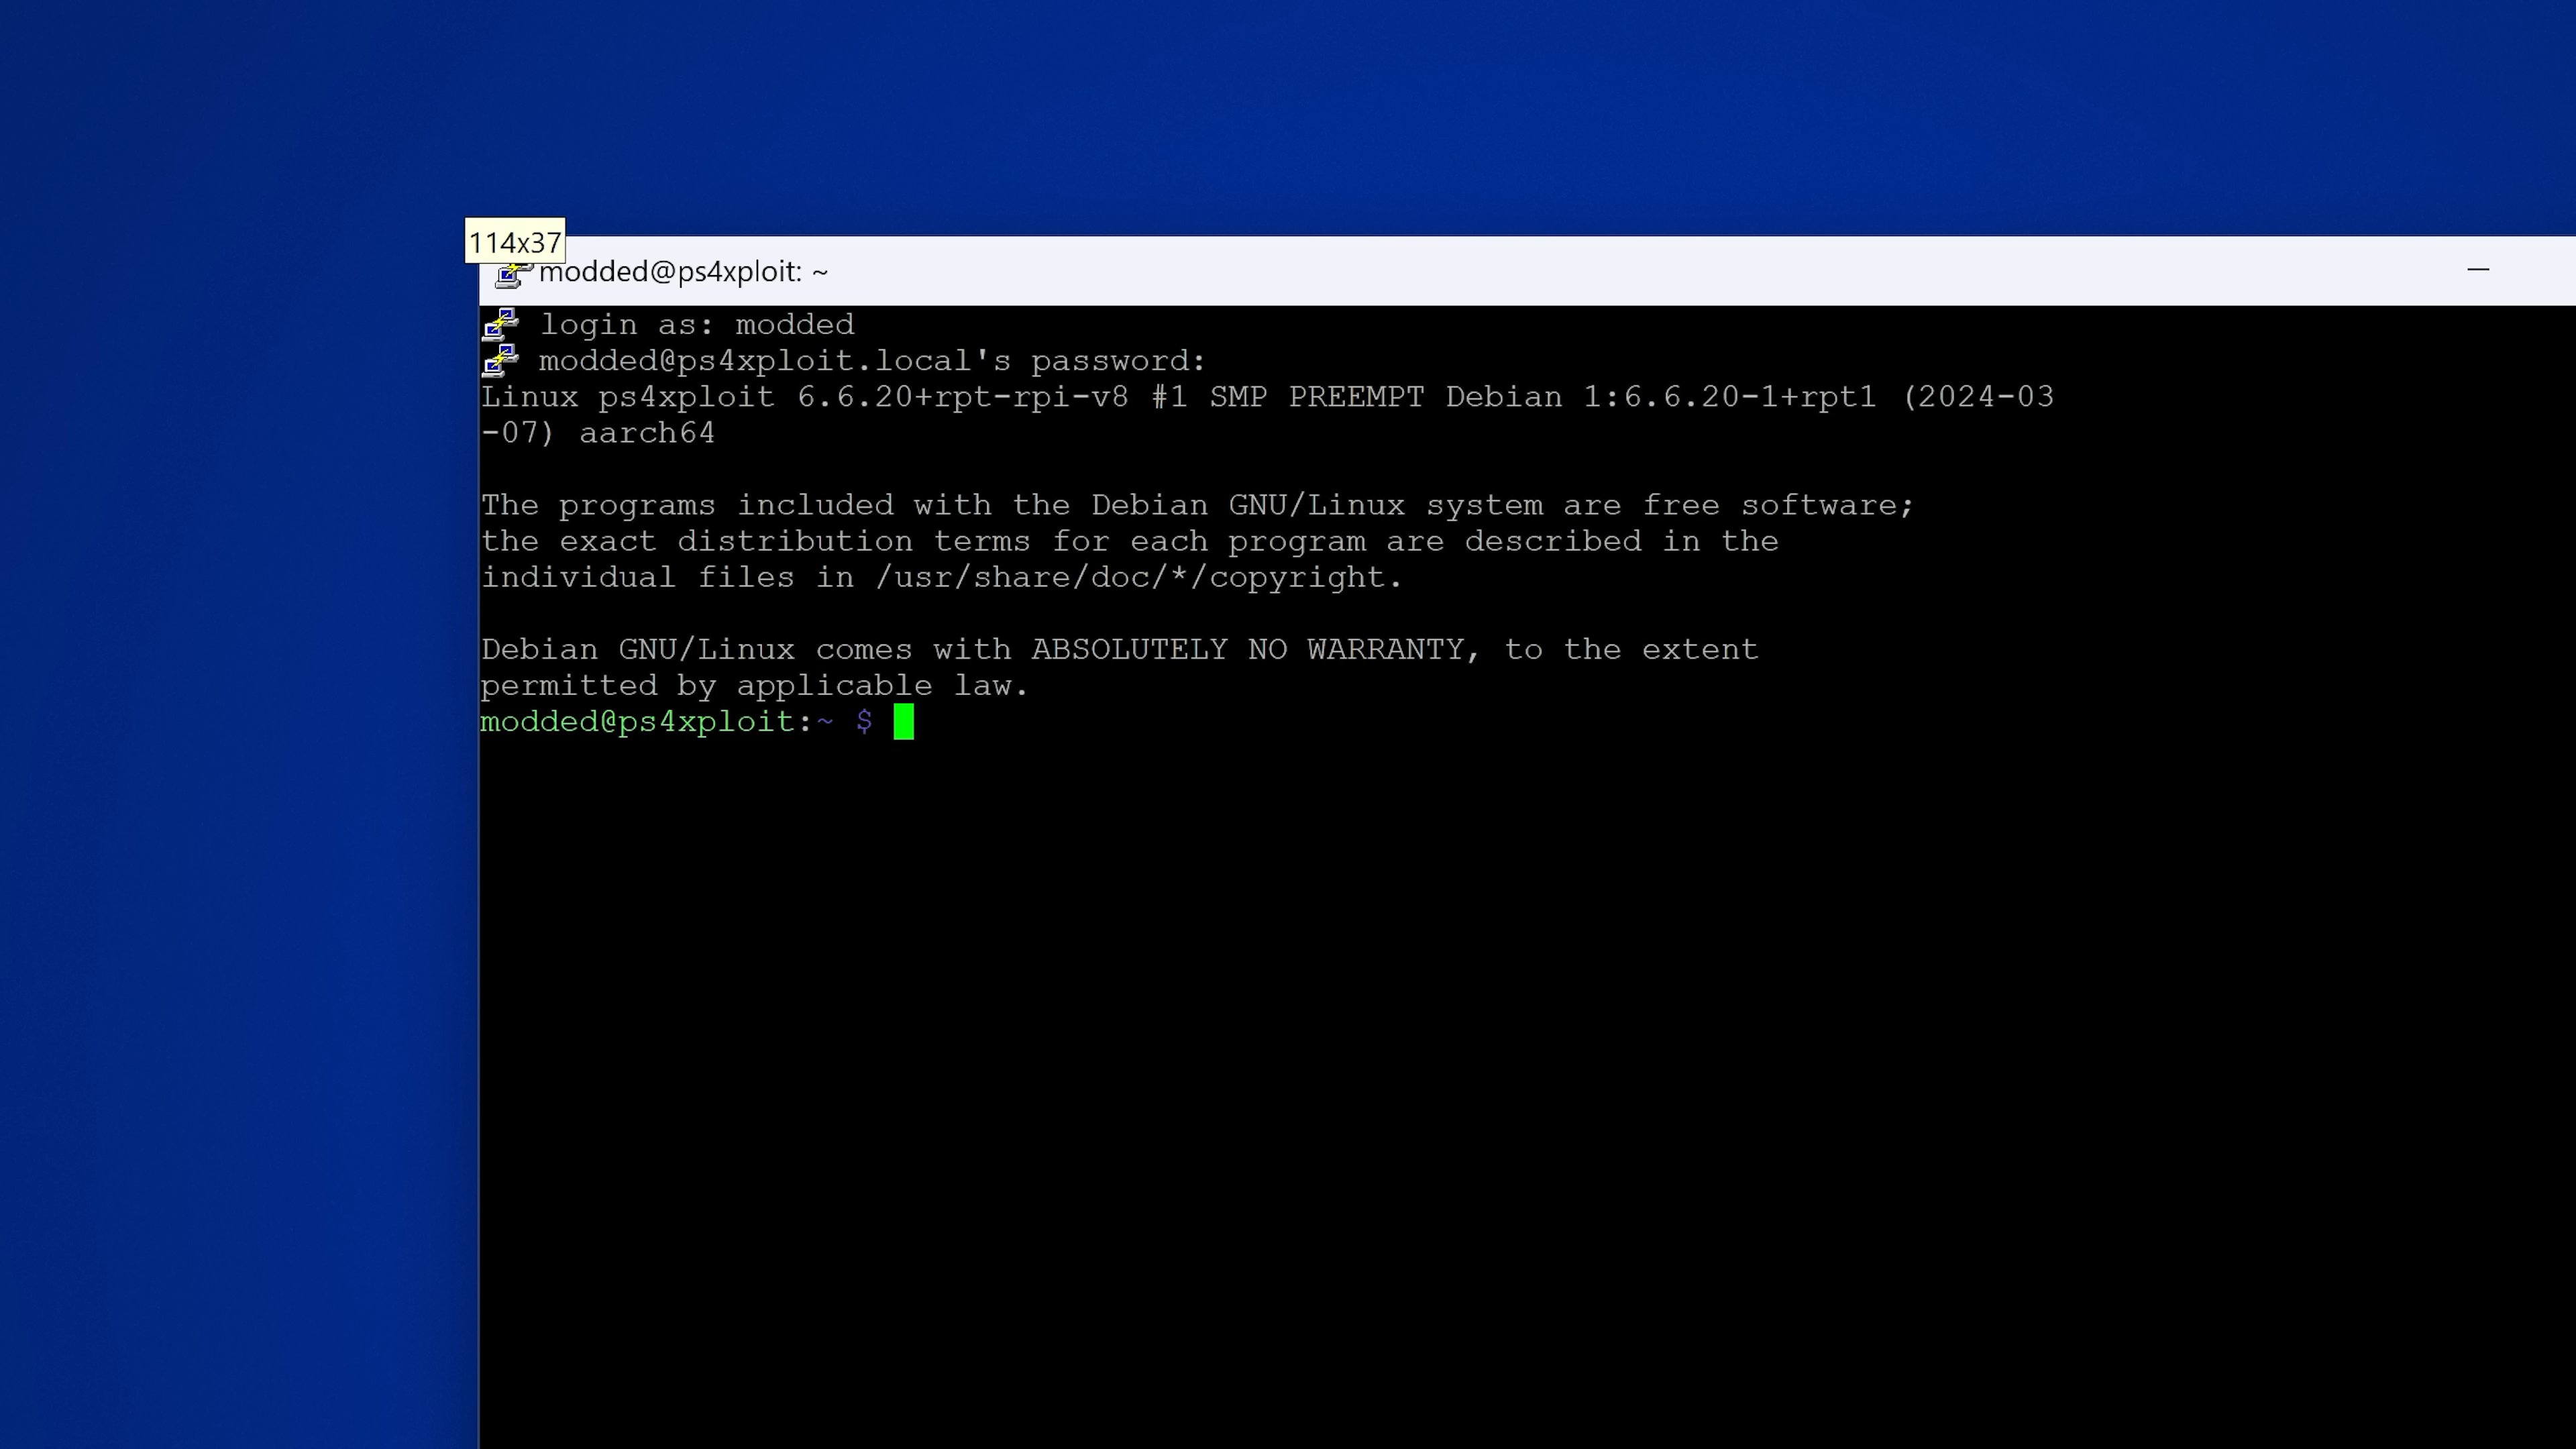 114x37
modded@ps4xploit: ~
login as: modded
modded@ps4xploit.local's password:
Linux ps4xploit 6.6.20+rpt-rpi-v8 #1 SMP PREEMPT Debian 1:6.6.20-1+rpt1 (2024-03
-07) aarch64
The programs included with the Debian GNU/Linux system are free software;
the exact distribution terms for each program are described in the
individual files in /usr/share/doc/*/copyright.
Debian GNU/Linux comes with ABSOLUTELY NO WARRANTY, to the extent
permitted by applicable law.
modded@ps4xploit:~ $